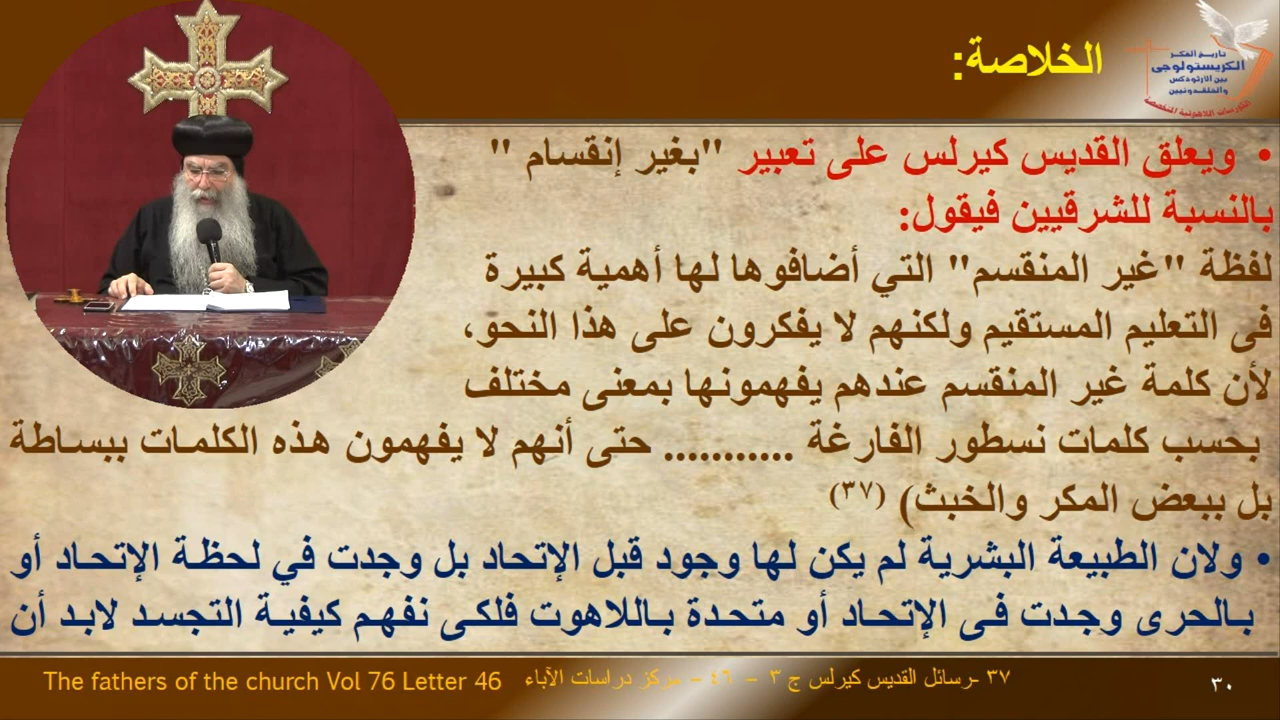 الخلاصة:
تاريخ الفكر
الكريستولوجى
بين الارثوذكس
والخلقدونيين
الكورسات اللاهوتية المتخصصة
• ويعلق القديس كيرلس على تعبير "بغير إنقسام "
بالنسبة للشرقيين فيقول:
لفظة "غير المنقسم" التي أضافوها لها أهمية كبيرة
فى التعليم المستقيم ولكنهم لا يفكرون على هذا النحو،
لأن كلمة غير المنقسم عندهم يفهمونها بمعنى مختلف
بحسب كلمات نسطور الفارغة ........... حتى أنهم لا يفهمون هذه الكلمات ببساطة
بل ببعض المكر والخبث) (٣٧)
• ولان الطبيعة البشرية لم يكن لها وجود قبل الإتحاد بل وجدت في لحظة الإتحاد أو
بالحرى وجدت فى الإتحاد أو متحدة باللاهوت فلكى نفهم كيفية التجسد لابد أن
٣٧ -رسائل القديس كيرلس ج ٣ – ٤٦ – مركز دراسات الآباء The fathers of the church Vol 76 Letter 46
٣٠